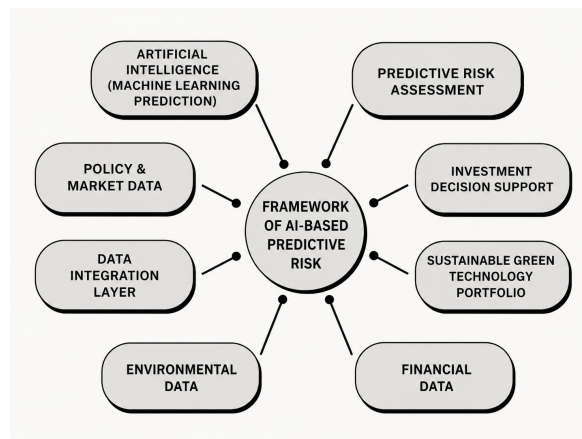 ARTIFICIAL
INTELLIGENCE
(MACHINE LEARNING
PREDICTION)
PREDICTIVE RISK
ASSESSMENT
POLICY &
MARKET DATA
INVESTMENT
DECISION SUPPORT
FRAMEWORK
OF AI-BASED
PREDICTIVE
RISK
DATA
INTEGRATION
LAYER
SUSTAINABLE GREEN
TECHNOLOGY
PORTFOLIO
ENVIRONMENTAL
DATA
FINANCIAL
DATA